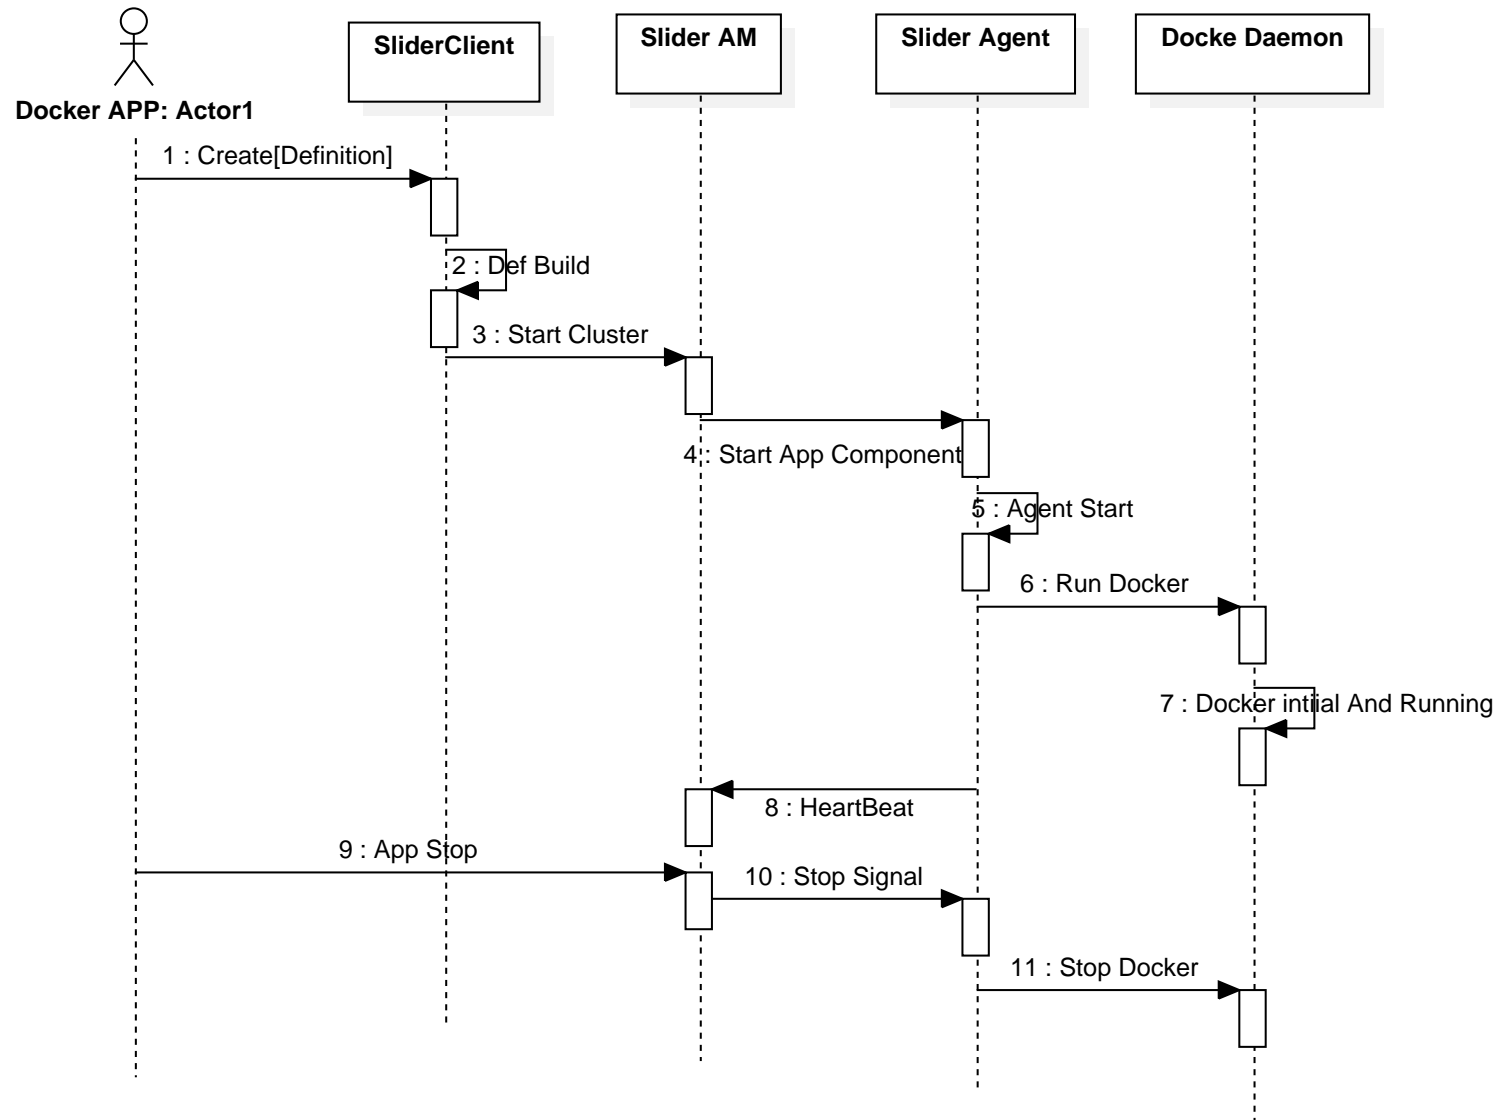 SliderClient
Slider AM
Slider Agent
Docke Daemon
Docker APP: Actor1
1 : Create[Definition]
2 : Def Build
3 : Start Cluster
4 : Start App Component
5 : Agent Start
6 : Run Docker
7 : Docker intiial And Running
8 : HeartBeat
9 : App Stop
10 : Stop Signal
11 : Stop Docker